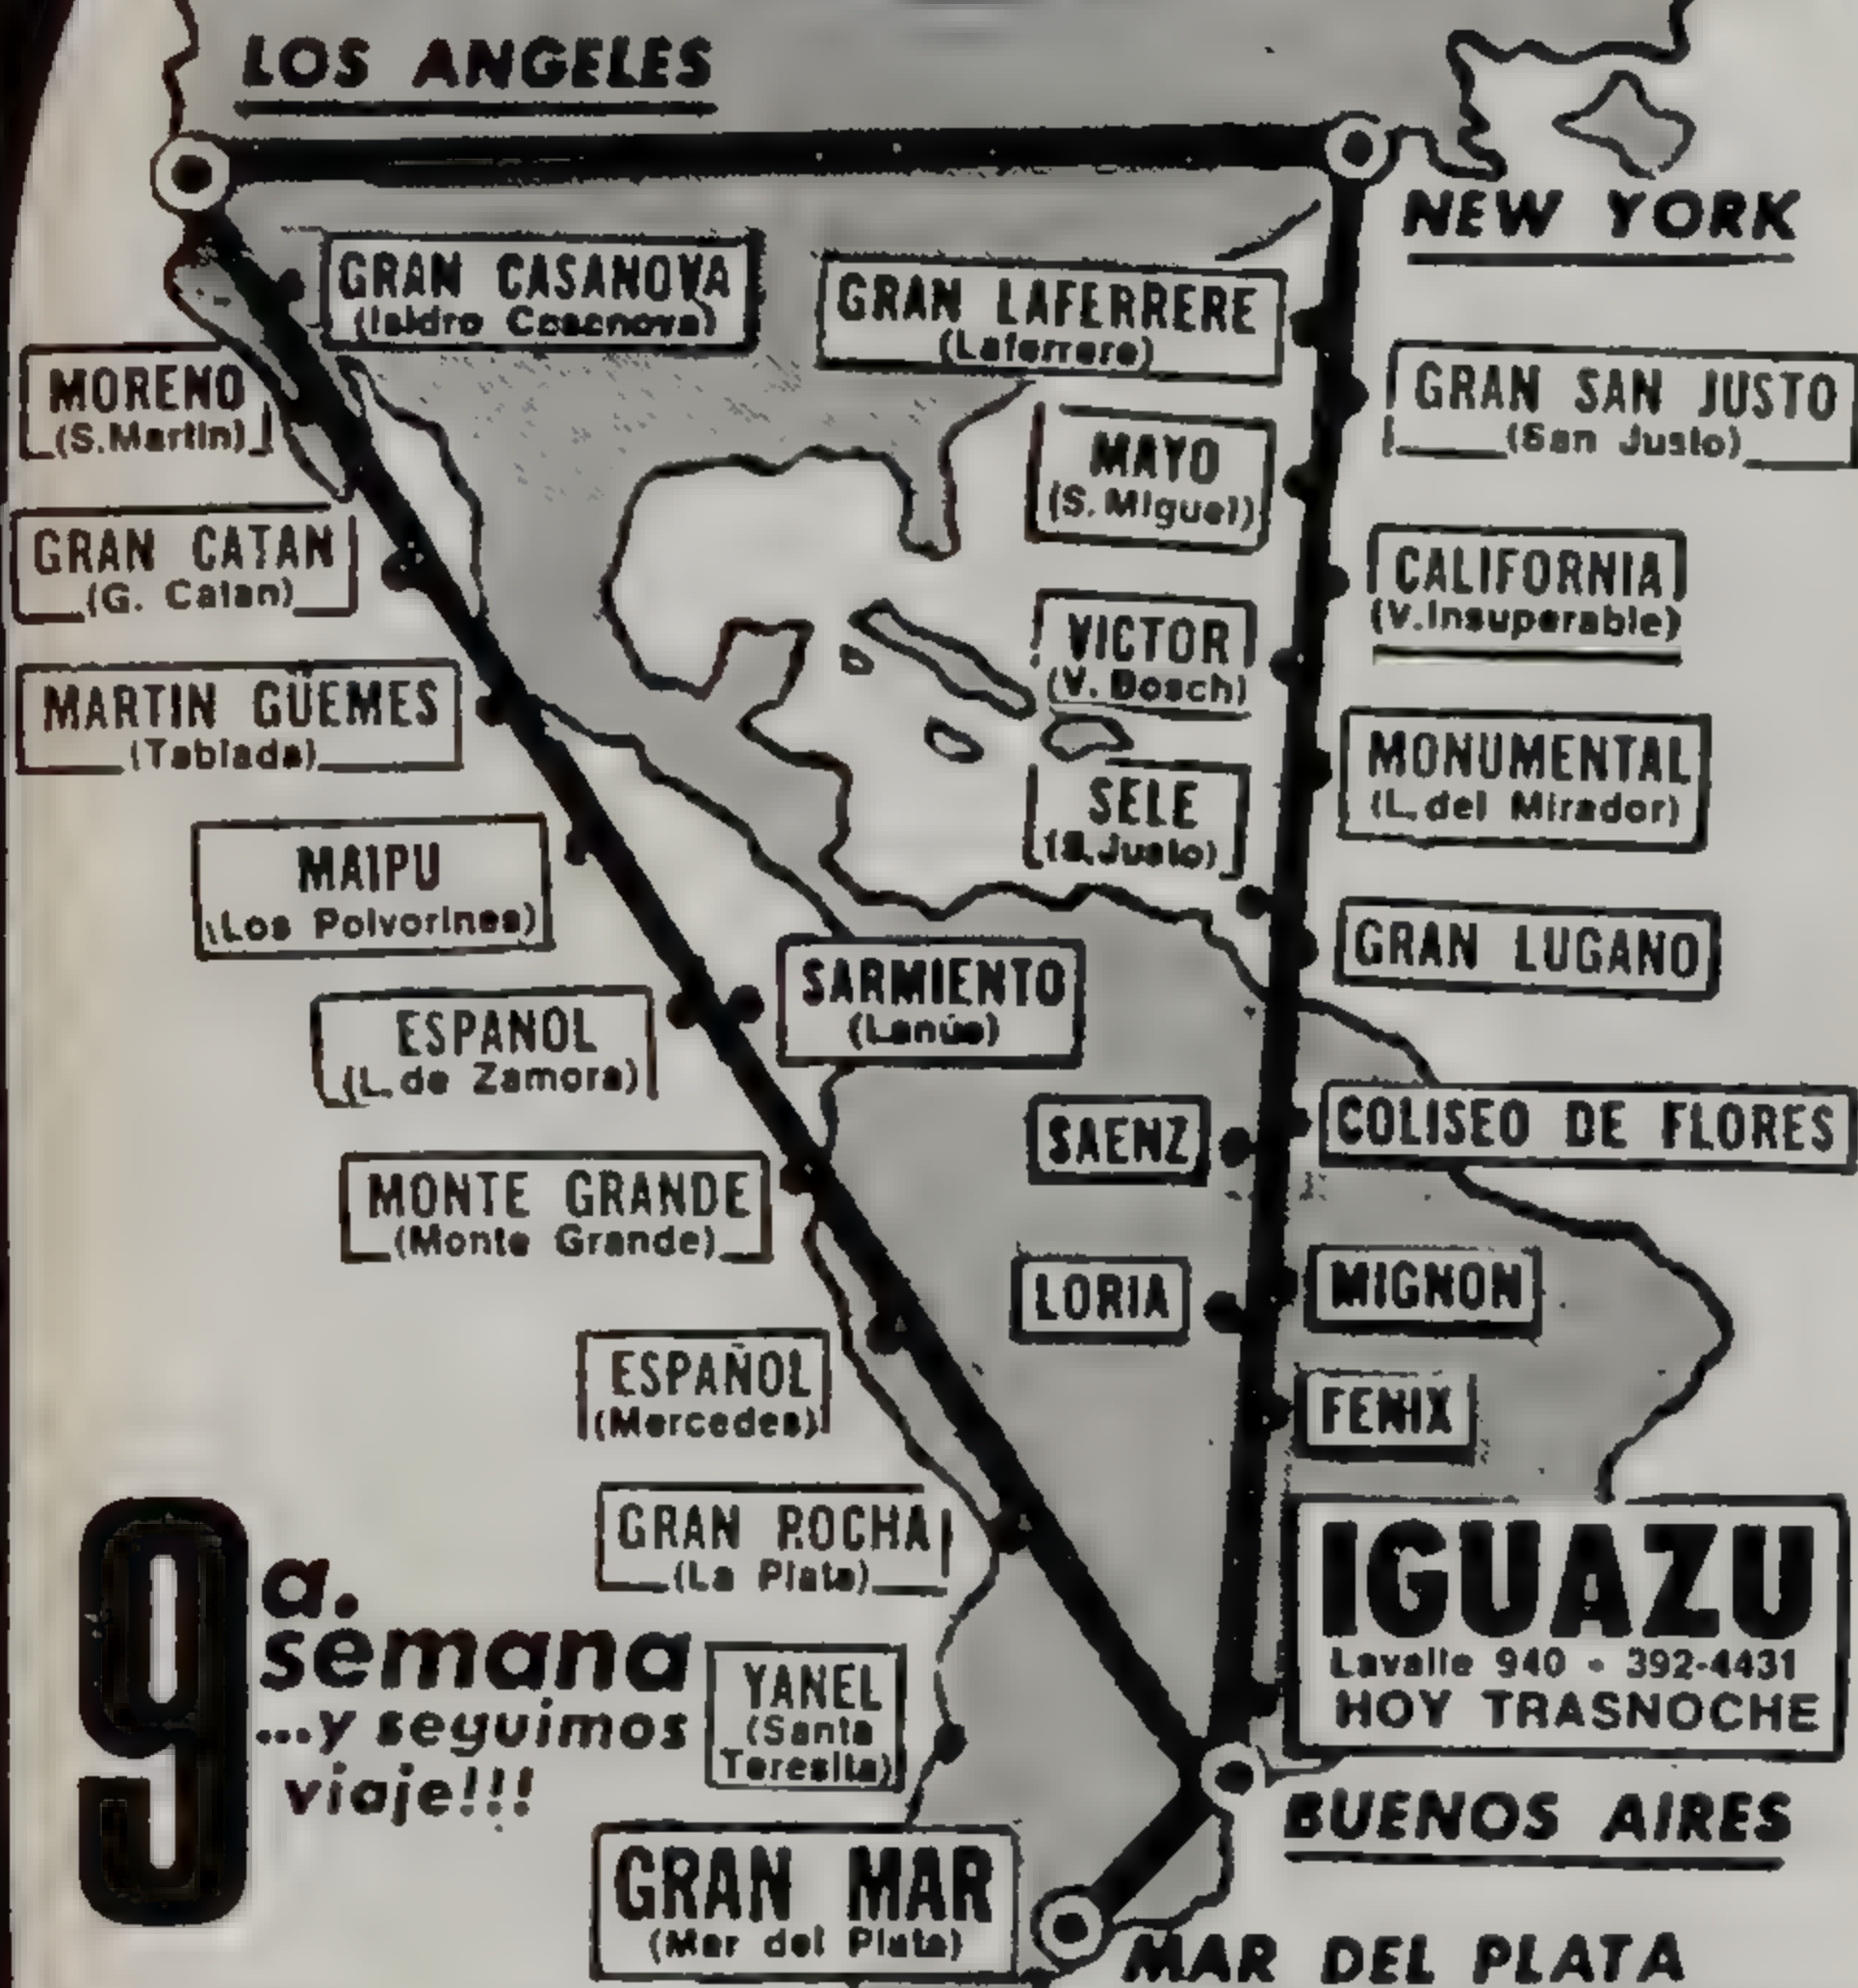 LOS ANGELES
NEW YORK
GRAN CASANOVA
(Isidro Casanova)
GRAN LAFERRERE
(Laferrere)
MORENO
(S.Martin)
GRAN SAN JUSTO
(San Justo)
MAYO
(S. Miguel)
GRAN CATAN
(G. Catan)
CALIFORNIA
(V.Insuperable)
VICTOR
(V. Bosch)
MARTIN GÜEMES
(Tablada)
MONUMENTAL
(L.del Mirador)
SELE
(S.Justo)
MAIPU
(Los Polvorines)
GRAN LUGANO
SARMIENTO
(Lanús)
ESPANOL
(L.de Zamora)
COLISEO DE FLORES
SAENZ
MONTE GRANDE
(Monte Grande)
LORIA
MIGNON
ESPAÑOL
(Mercedes)
FENIX
GRAN ROCHA
(La Plata)
IGUAZU
Lavalle 940 - 392-4431
HOY TRASNOCHE
9a.
semana
...y seguimos
viaje!!!
YANEL
(Santa
Teresita)
BUENOS AIRES
GRAN MAR
(Mar del Plata)
MAR DEL PLATA